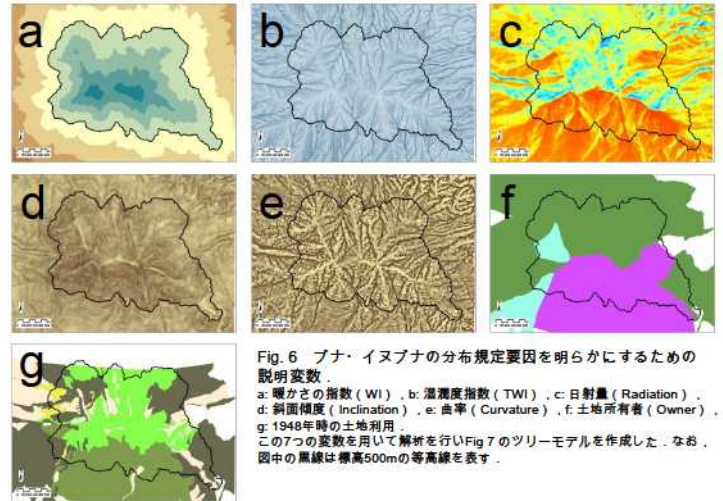 a
b
c
d
e
f
g
Fig. 6 ブナ・イヌブナの分布規定要因を明らかにするための
説明変数．
a: 暖かさの指数（WI），b: 湿潤度指数（TWI），c: 日射量（Radiation），
d: 斜面傾度（Inclination），e: 曲率（Curvature），f: 土地所有者（Owner），
g: 1948年時の土地利用．
この7つの変数を用いて解析を行いFig 7 のツリーモデルを作成した．なお，
図中の黒線は標高500mの等高線を表す．